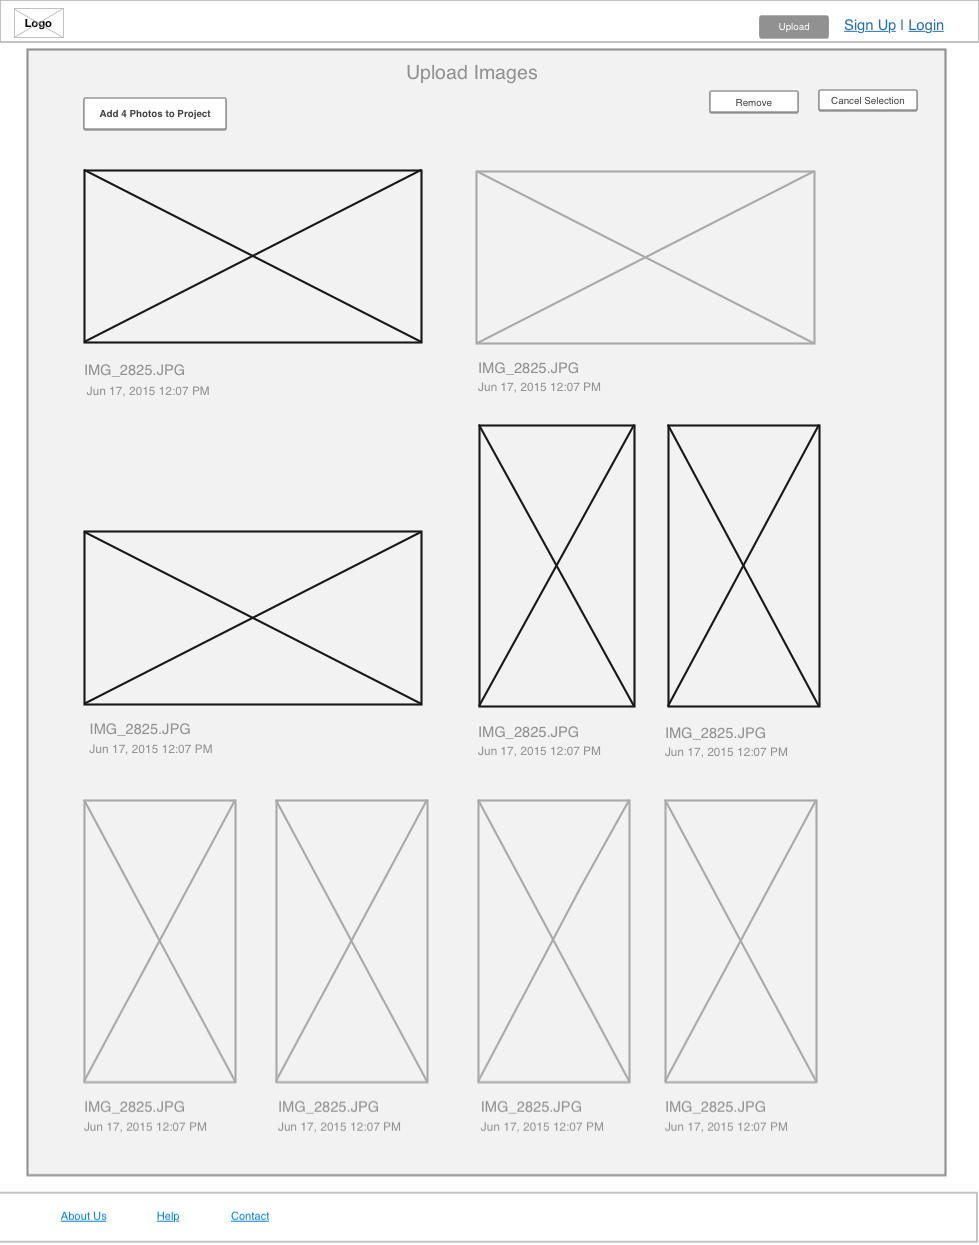 Logo
Upload
Sign Up | Login
Upload Images
Add 4 Photos to Project
Remove
Cancel Selection
IMG_2825.JPG
Jun 17, 2015 12:07 PM
IMG_2825.JPG
Jun 17, 2015 12:07 PM
IMG_2825.JPG
Jun 17, 2015 12:07 PM
IMG_2825.JPG
Jun 17, 2015 12:07 PM
IMG_2825.JPG
Jun 17, 2015 12:07 PM
IMG_2825.JPG
Jun 17, 2015 12:07 PM
IMG_2825.JPG
Jun 17, 2015 12:07 PM
IMG_2825.JPG
Jun 17, 2015 12:07 PM
IMG_2825.JPG
Jun 17, 2015 12:07 PM
About Us
Help
Contact